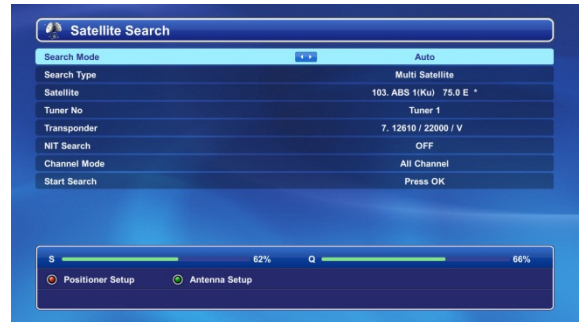 Satellite Search
Search Mode Auto
Search Type Multi Satellite
Satellite 103. ABS 1(Ku) 75.0 E *
Tuner No Tuner 1
Transponder 7. 12610 / 22000 / V
NIT Search OFF
Channel Mode All Channel
Start Search Press OK
S 62% Q 66%
Positioner Setup Antenna Setup